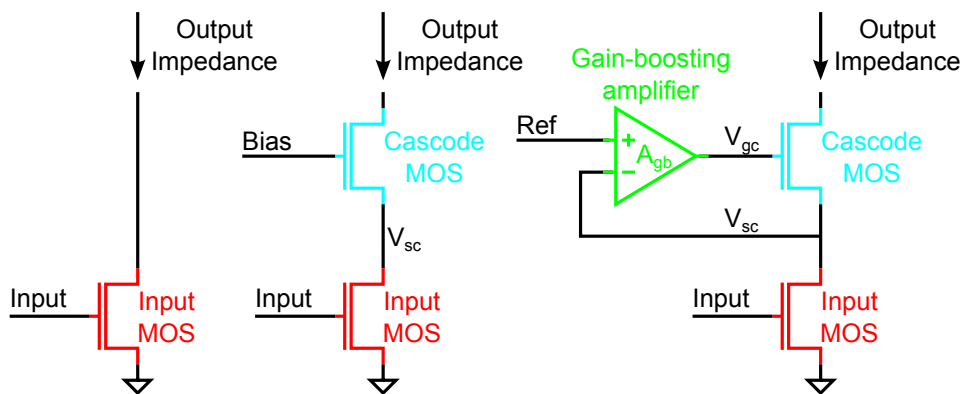 Output
Impedance
Input
Input
MOS
Output
Impedance
Bias
Cascode
MOS
Vsc
Input
Input
MOS
Gain-boosting
amplifier
Output
Impedance
Ref
+
Agb
−
Vgc
Cascode
MOS
Vsc
Input
Input
MOS